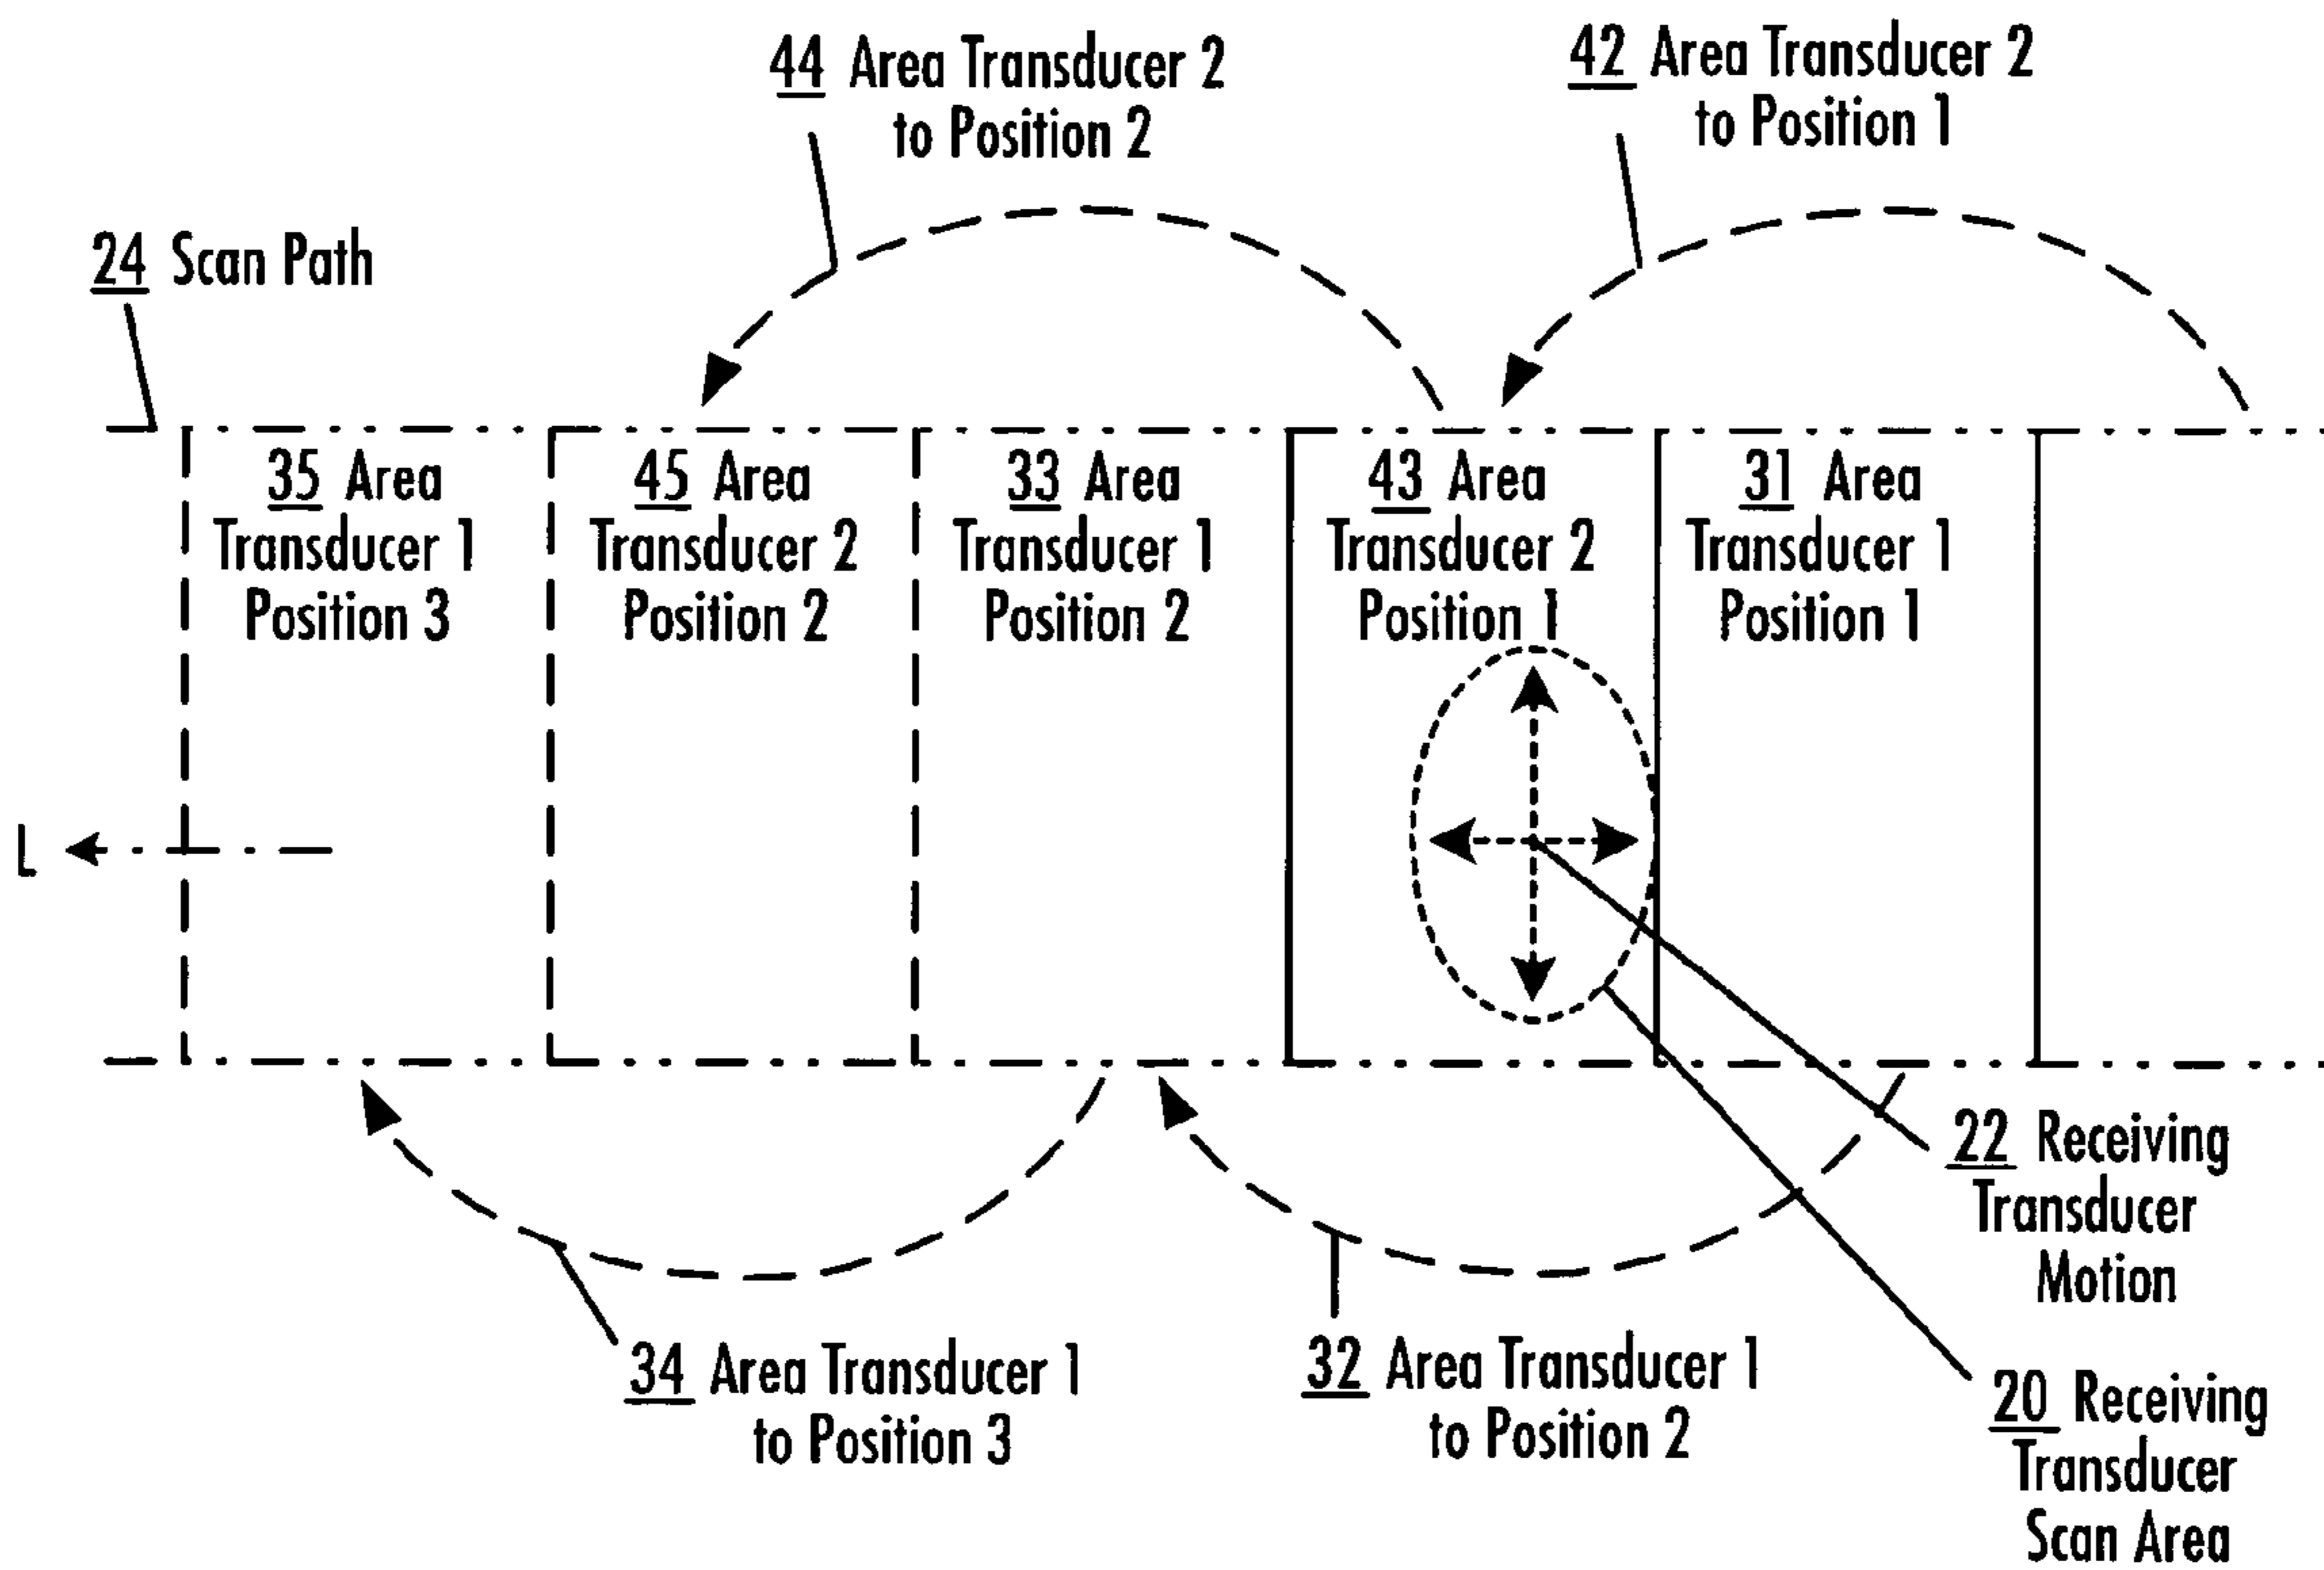 44 Area Transducer 2
to Position 2
42 Area Transducer 2
to Position 1
24 Scan Path
35 Area
Transducer 1
Position 3
45 Area
Transducer 2
Position 2
33 Area
Transducer 1
Position 2
43 Area
Transducer 2
Position 1
31 Area
Transducer 1
Position 1
L
22 Receiving
Transducer
Motion
34 Area Transducer 1
to Position 3
32 Area Transducer 1
to Position 2
20 Receiving
Transducer
Scan Area